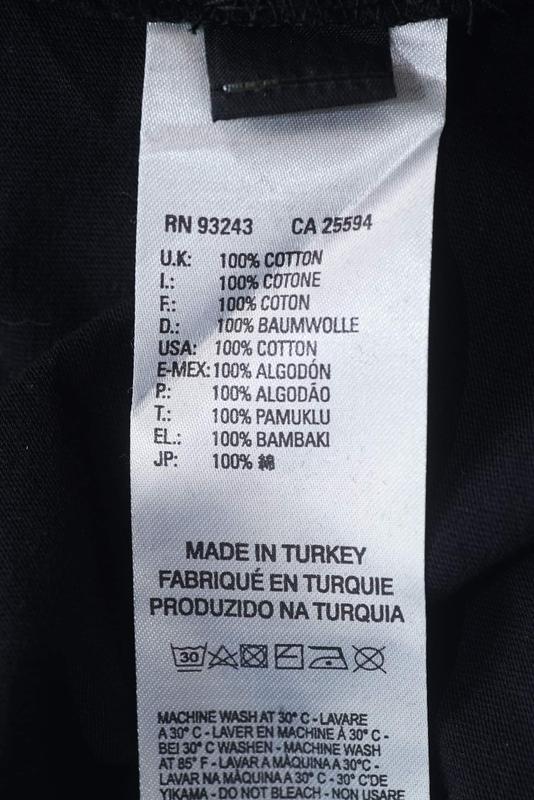 RN 93243 CA 25594
U.K: 100% COTTON
I.: 100% COTONE
F.: 100% COTON
D.: 100% BAUMWOLLE
USA: 100% COTTON
E-MEX: 100% ALGODÓN
P.: 100% ALGODÃO
T.: 100% PAMUKLU
EL.: 100% BAMBAKI
JP: 100% 綿
MADE IN TURKEY
FABRIQUÉ EN TURQUIE
PRODUZIDO NA TURQUIA
30
MACHINE WASH AT 30° C - LAVARE
A 30° C - LAVER EN MACHINE À 30° C -
BEI 30° C WASHEN - MACHINE WASH
AT 85° F - LAVAR A MÁQUINA A 30°C -
LAVAR NA MÁQUINA A 30° C - 30° C'DE
YIKAMA - DO NOT BLEACH - NON USARE